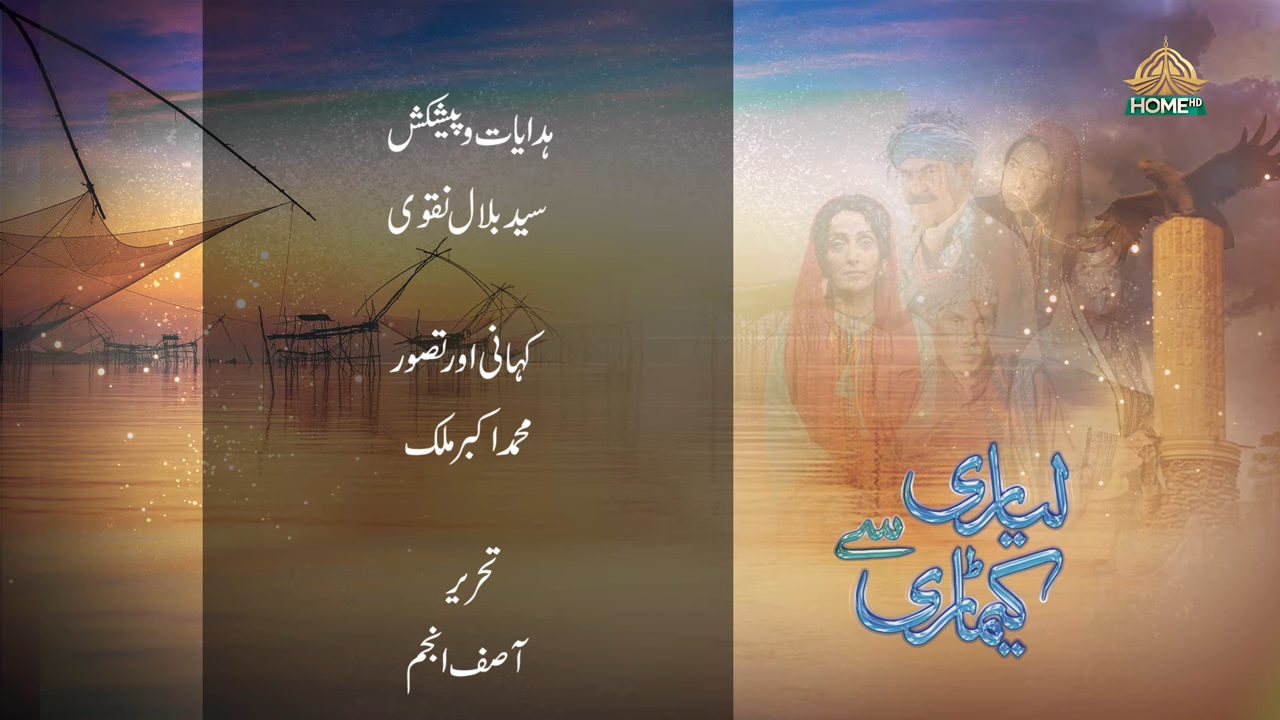 ہدایات و پیشکش
سید بلال نقوی
کہانی اور تصور
محمد اکبر ملک
تحریر
آصف انجم
HOME HD
لیاری
سے
کیماڑی